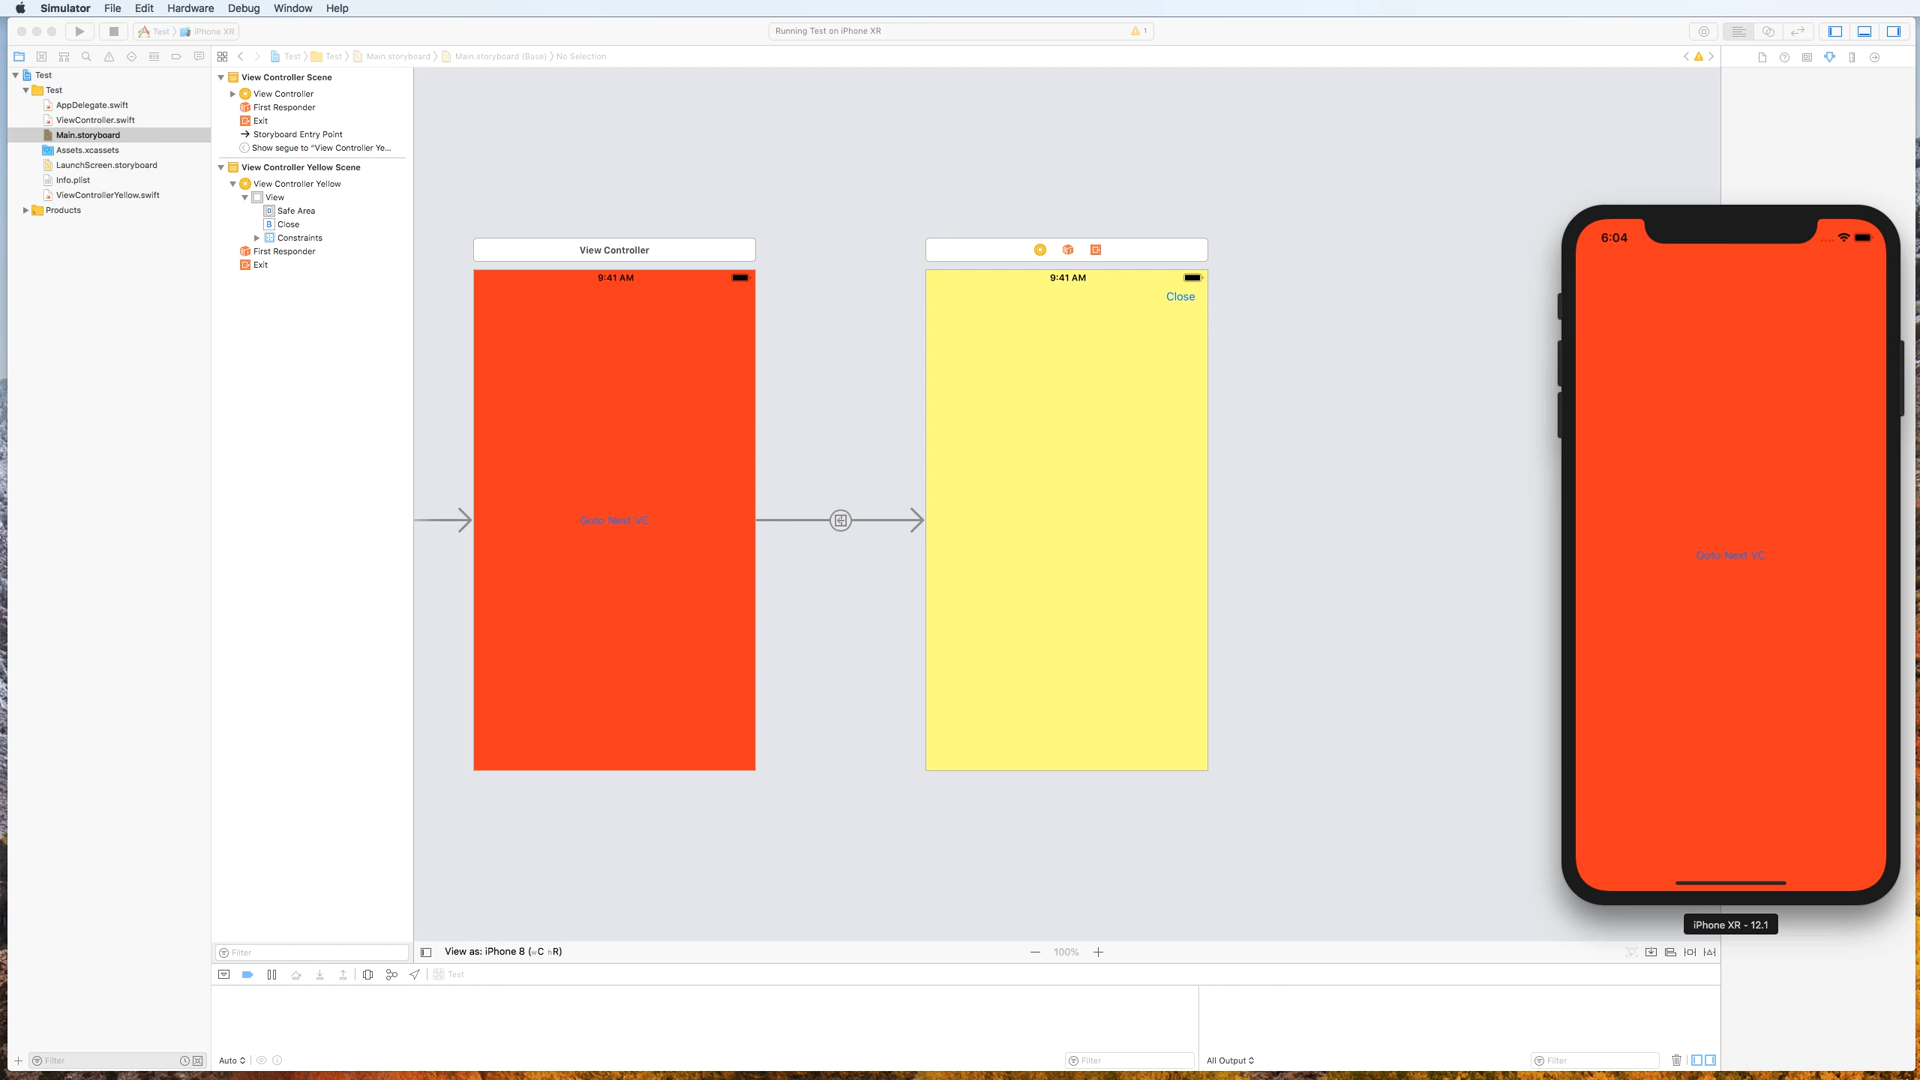 Simulator File Edit Hardware Debug Window Help
Test iPhone XR
Running Test on iPhone XR
1
Test Test Main.storyboard Main.storyboard (Base) No Selection
Test
Test
AppDelegate.swift
ViewController.swift
Main.storyboard
Assets.xcassets
LaunchScreen.storyboard
Info.plist
ViewControllerYellow.swift
Products
View Controller Scene
View Controller
First Responder
Exit
Storyboard Entry Point
Show segue to “View Controller Ye...
View Controller Yellow Scene
View Controller Yellow
View
Safe Area
B Close
Constraints
First Responder
Exit
View Controller
9:41 AM
Goto Next VC
9:41 AM
Close
6:04
Goto Next VC
iPhone XR - 12.1
Filter
View as: iPhone 8 (wC hR)
100%
Test
Filter
Auto
Filter
All Output
Filter